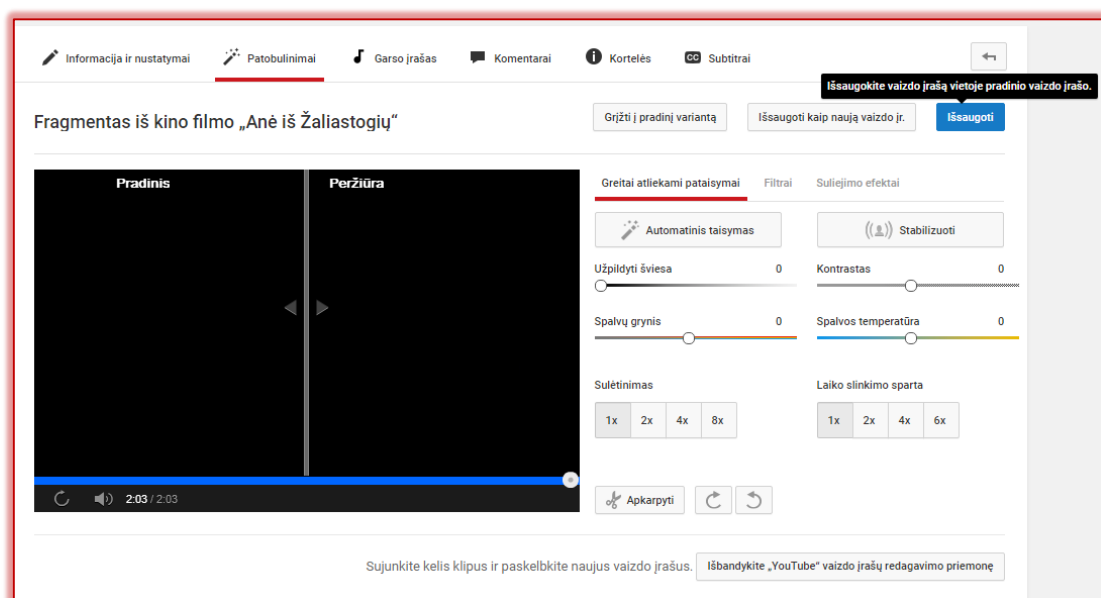 Informacija ir nustatymai Patobulinimai Garso įrašas Komentarai Kortelės CC Subtitrai
Išsaugokite vaizdo įrašą vietoje pradinio vaizdo įrašo.
Fragmentas iš kino filmo „Anė iš Žaliastogių“ Grįžti į pradinį variantą Išsaugoti kaip naują vaizdo įr. Išsaugoti
Pradinis Peržiūra
Greitai atliekami pataisymai Filtrai Suliejimo efektai
Automatinis taisymas Stabilizuoti
Užpildyti šviesa 0 Kontrastas 0
Spalvų grynis 0 Spalvos temperatūra 0
Sulėtinimas Laiko slinkimo sparta
1x 2x 4x 8x 1x 2x 4x 6x
2:03 / 2:03
Apkarpyti
Sujunkite kelis klipus ir paskelbkite naujus vaizdo įrašus. Išbandykite „YouTube“ vaizdo įrašų redagavimo priemonę